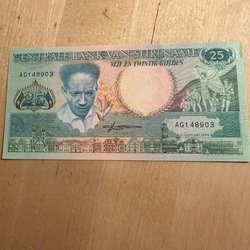 CENTRALE BANK VAN SURINAME
25
VIJF EN TWINTIG GULDEN
AG148903
25
AG148903